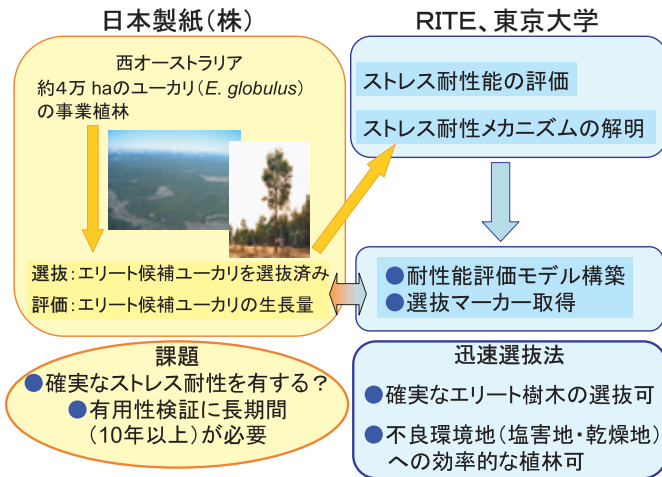 日本製紙(株)
西オーストラリア
約4万 haのユーカリ(E. globulus)
の事業植林
選抜:エリート候補ユーカリを選抜済み
評価:エリート候補ユーカリの生長量
課題
●確実なストレス耐性を有する?
●有用性検証に長期間
(10年以上)が必要
RITE、東京大学
ストレス耐性能の評価
ストレス耐性メカニズムの解明
●耐性能評価モデル構築
●選抜マーカー取得
迅速選抜法
●確実なエリート樹木の選抜可
●不良環境地(塩害地・乾燥地)
への効率的な植林可